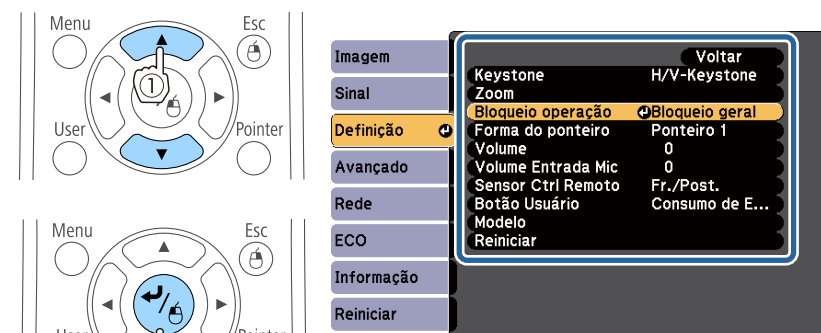 Menu
Esc
①
User
Pointer
Menu
Esc
User
Pointer
Imagem
Sinal
Definição
Avançado
Rede
ECO
Informação
Reiniciar
Voltar
Keystone H/V-Keystone
Zoom
Bloqueio operação Bloqueio geral
Forma do ponteiro Ponteiro 1
Volume 0
Volume Entrada Mic 0
Sensor Ctrl Remoto Fr./Post.
Botão Usuário Consumo de E...
Modelo
Reiniciar